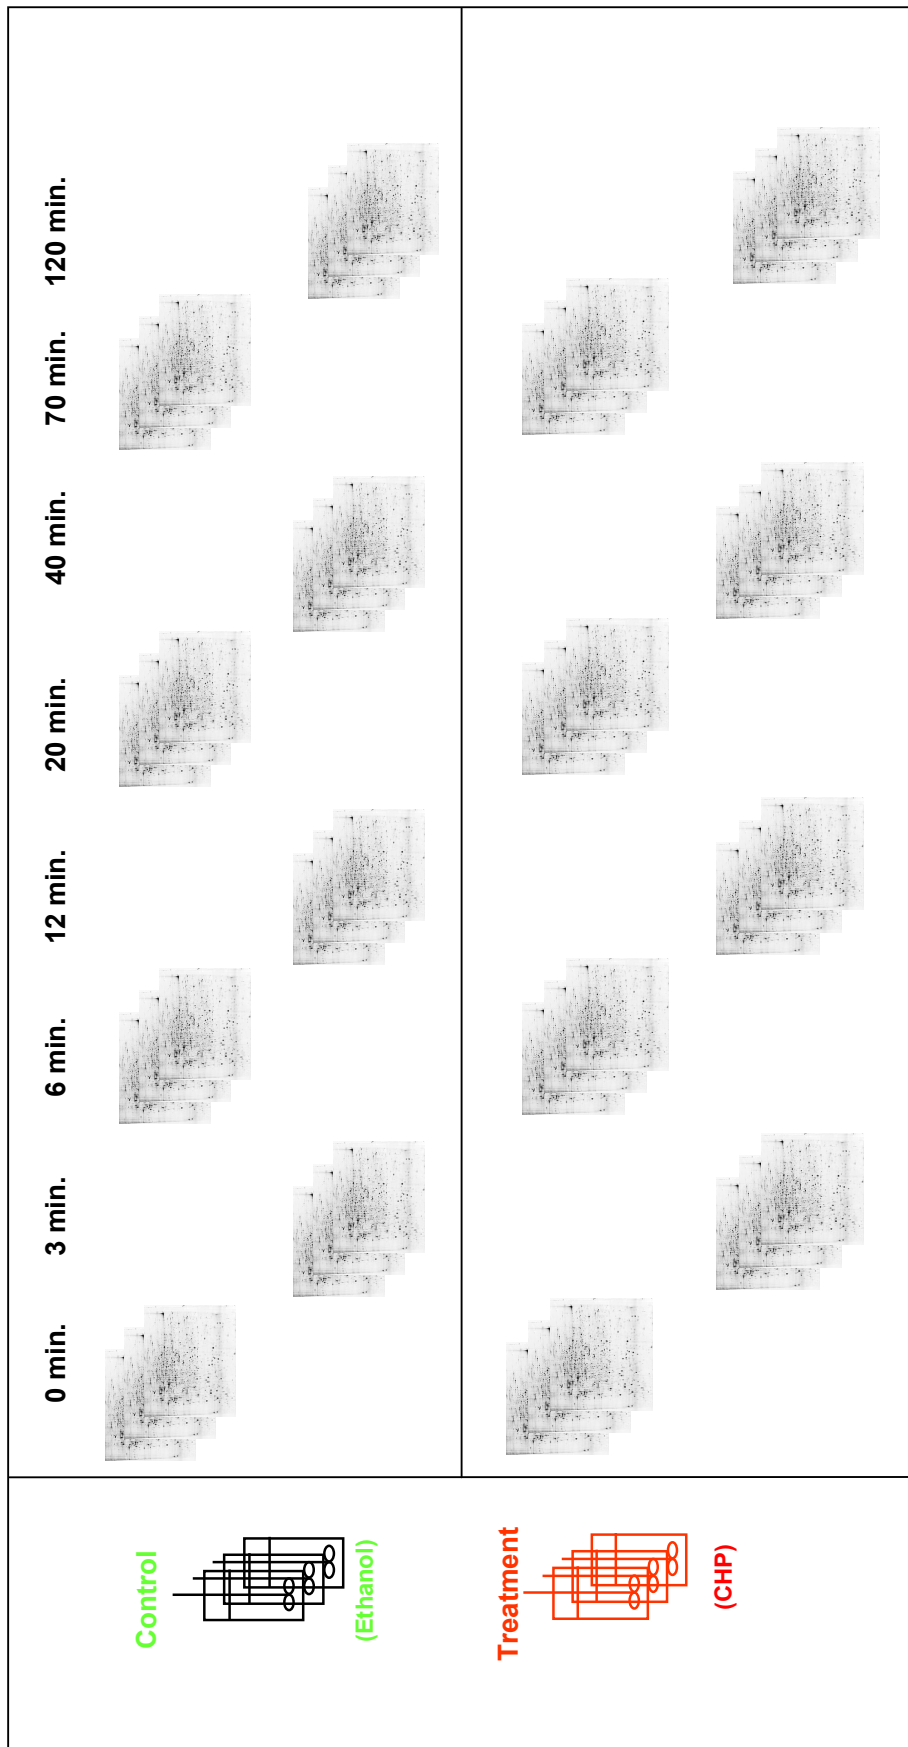 0 min.
3 min.
6 min.
12 min.
20 min.
40 min.
70 min.
120 min.
Control
(Ethanol)
Treatment
(CHP)